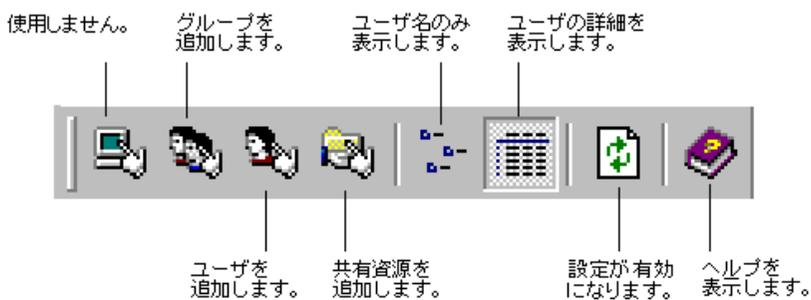 使用しません。
グループを
追加します。
ユーザ名のみ
表示します。
ユーザの詳細を
表示します。
ユーザを
追加します。
共有資源を
追加します。
設定が有効
になります。
ヘルプを
表示します。